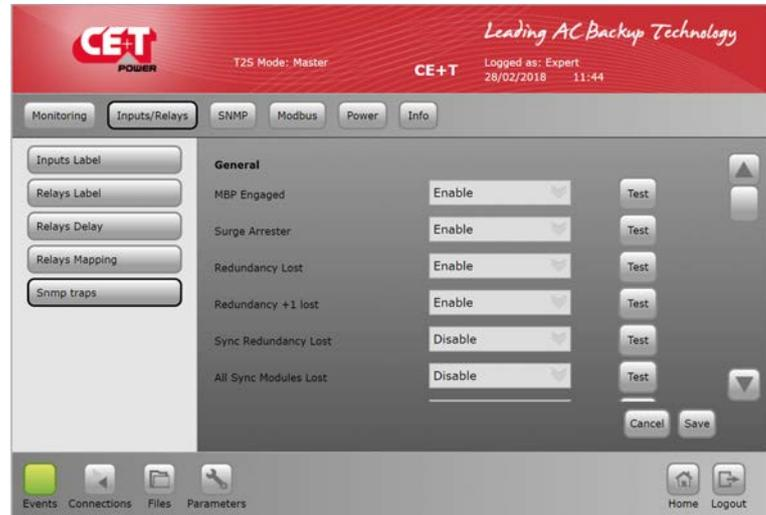 CE+T
POWER
Leading AC Backup Technology
T2S Mode: Master
CE+T
Logged as: Expert
28/02/2018 11:44
Monitoring Inputs/Relays SNMP Modbus Power Info
Inputs Label
Relays Label
Relays Delay
Relays Mapping
Snmp traps
General
MBP Engaged Enable Test
Surge Arrester Enable Test
Redundancy Lost Enable Test
Redundancy +1 lost Enable Test
Sync Redundancy Lost Disable Test
All Sync Modules Lost Disable Test
Cancel Save
Events Connections Files Parameters Home Logout